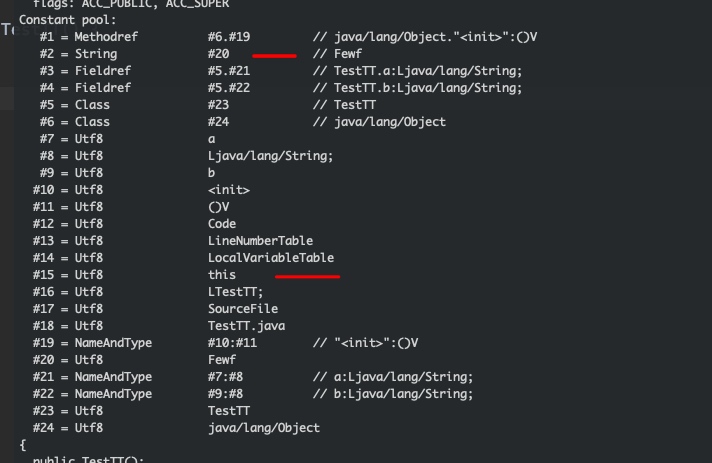 flags: ACC_PUBLIC, ACC_SUPER
Constant pool:
#1 = Methodref #6.#19 // java/lang/Object."<init>":()V
#2 = String #20 // Fewf
#3 = Fieldref #5.#21 // TestTT.a:Ljava/lang/String;
#4 = Fieldref #5.#22 // TestTT.b:Ljava/lang/String;
#5 = Class #23 // TestTT
#6 = Class #24 // java/lang/Object
#7 = Utf8 a
#8 = Utf8 Ljava/lang/String;
#9 = Utf8 b
#10 = Utf8 <init>
#11 = Utf8 ()V
#12 = Utf8 Code
#13 = Utf8 LineNumberTable
#14 = Utf8 LocalVariableTable
#15 = Utf8 this
#16 = Utf8 LTestTT;
#17 = Utf8 SourceFile
#18 = Utf8 TestTT.java
#19 = NameAndType #10:#11 // "<init>":()V
#20 = Utf8 Fewf
#21 = NameAndType #7:#8 // a:Ljava/lang/String;
#22 = NameAndType #9:#8 // b:Ljava/lang/String;
#23 = Utf8 TestTT
#24 = Utf8 java/lang/Object
{
public TestTT();